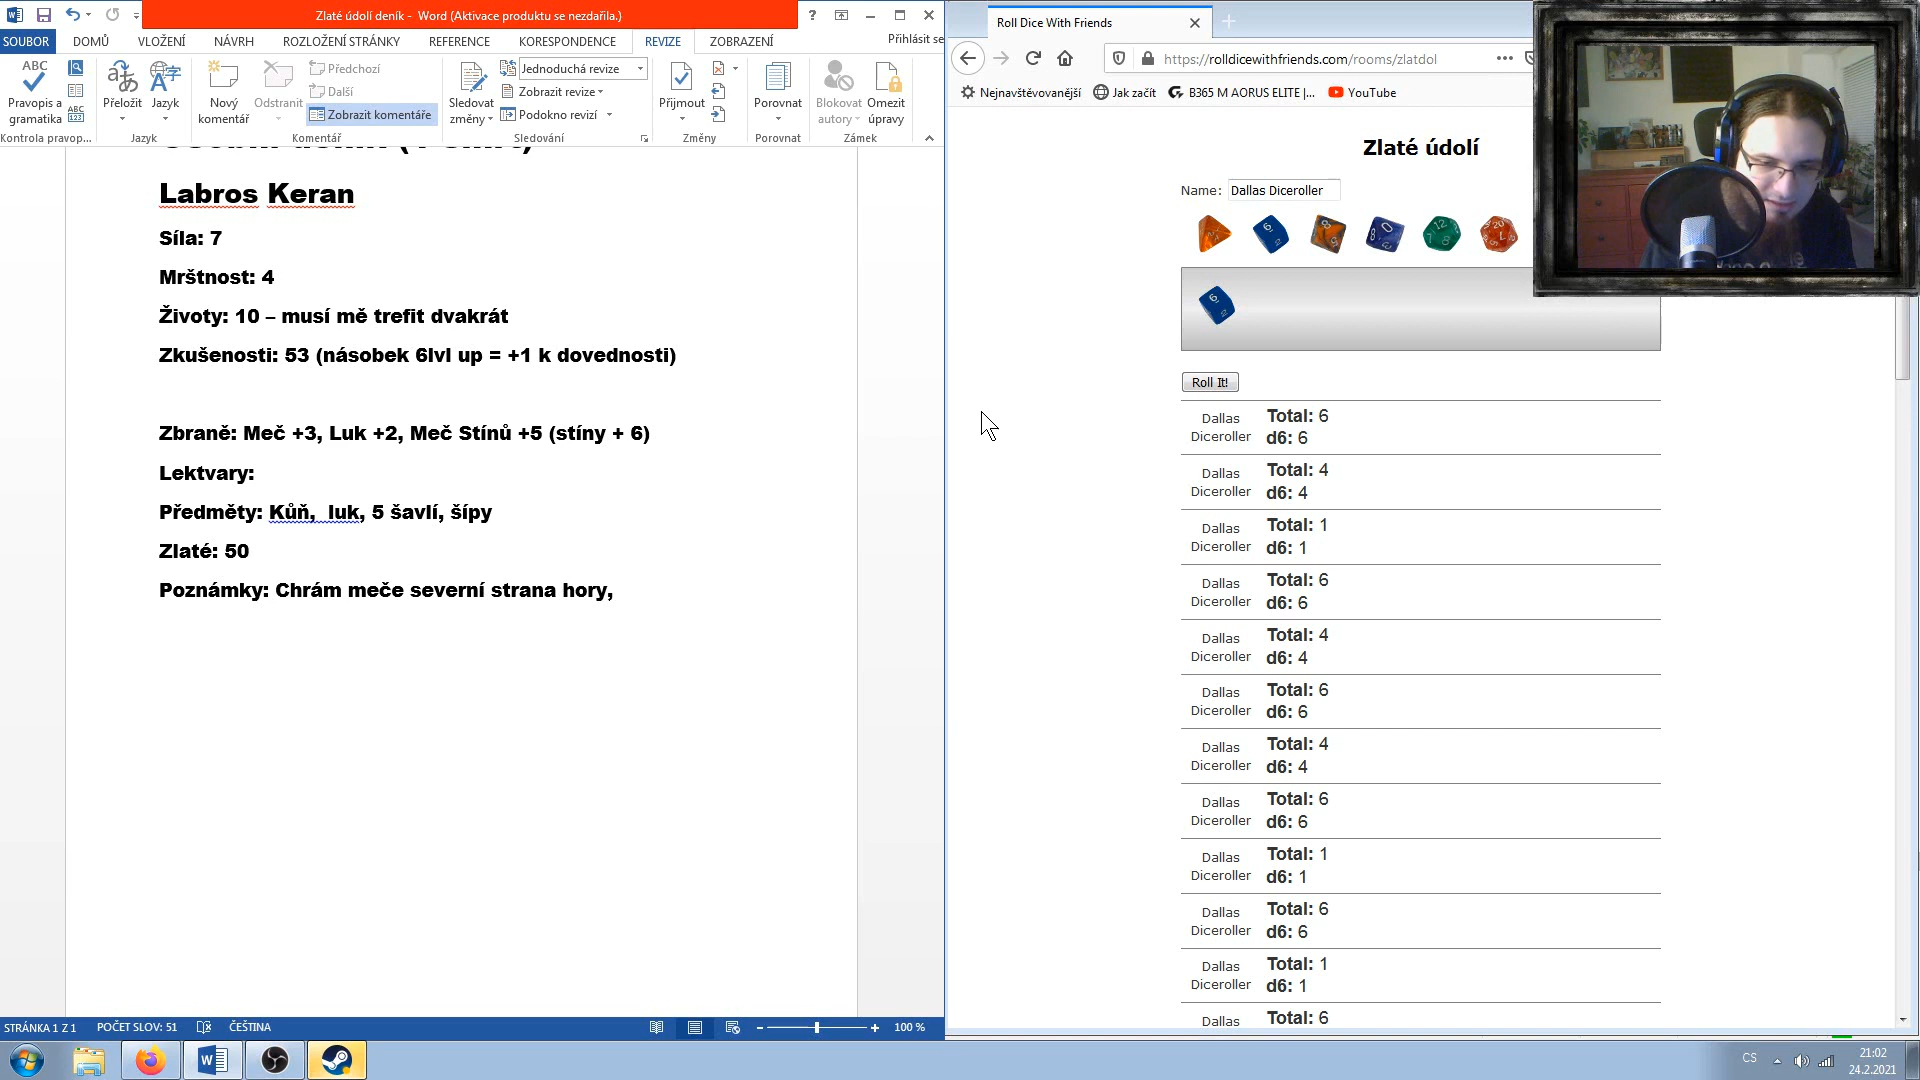 Zlaté údolí deník - Word (Aktivace produktu se nezdařila.)
SOUBOR DOMŮ VLOŽENÍ NÁVRH ROZLOŽENÍ STRÁNKY REFERENCE KORESPONDENCE REVIZE ZOBRAZENÍ Přihlásit se
Pravopis a gramatika
Přeložit
Jazyk
Nový komentář
Odstranit
Předchozí
Další
Zobrazit komentáře
Sledovat změny
Jednoduchá revize
Zobrazit revize
Podokno revizí
Přijmout
Porovnat
Blokovat autory
Omezit úpravy
Kontrola pravop... Jazyk Komentář Sledování Změny Porovnat Zámek
Labros Keran
Síla: 7
Mrštnost: 4
Životy: 10 – musí mě trefit dvakrát
Zkušenosti: 53 (násobek 6lvl up = +1 k dovednosti)
Zbraně: Meč +3, Luk +2, Meč Stínů +5 (stíny + 6)
Lektvary:
Předměty: Kůň,  luk, 5 šavlí, šípy
Zlaté: 50
Poznámky: Chrám meče severní strana hory,
STRÁNKA 1 Z 1 POČET SLOV: 51 ČEŠTINA 100 %
Roll Dice With Friends
https://rolldicewithfriends.com/rooms/zlatdol
Nejnavštěvovanější Jak začít B365 M AORUS ELITE |... YouTube
Zlaté údolí
Name: Dallas Diceroller
Roll It!
Dallas Diceroller Total: 6
d6: 6
Dallas Diceroller Total: 4
d6: 4
Dallas Diceroller Total: 1
d6: 1
Dallas Diceroller Total: 6
d6: 6
Dallas Diceroller Total: 4
d6: 4
Dallas Diceroller Total: 6
d6: 6
Dallas Diceroller Total: 4
d6: 4
Dallas Diceroller Total: 6
d6: 6
Dallas Diceroller Total: 1
d6: 1
Dallas Diceroller Total: 6
d6: 6
Dallas Diceroller Total: 1
d6: 1
Dallas Total: 6
CS 21:02
24.2.2021